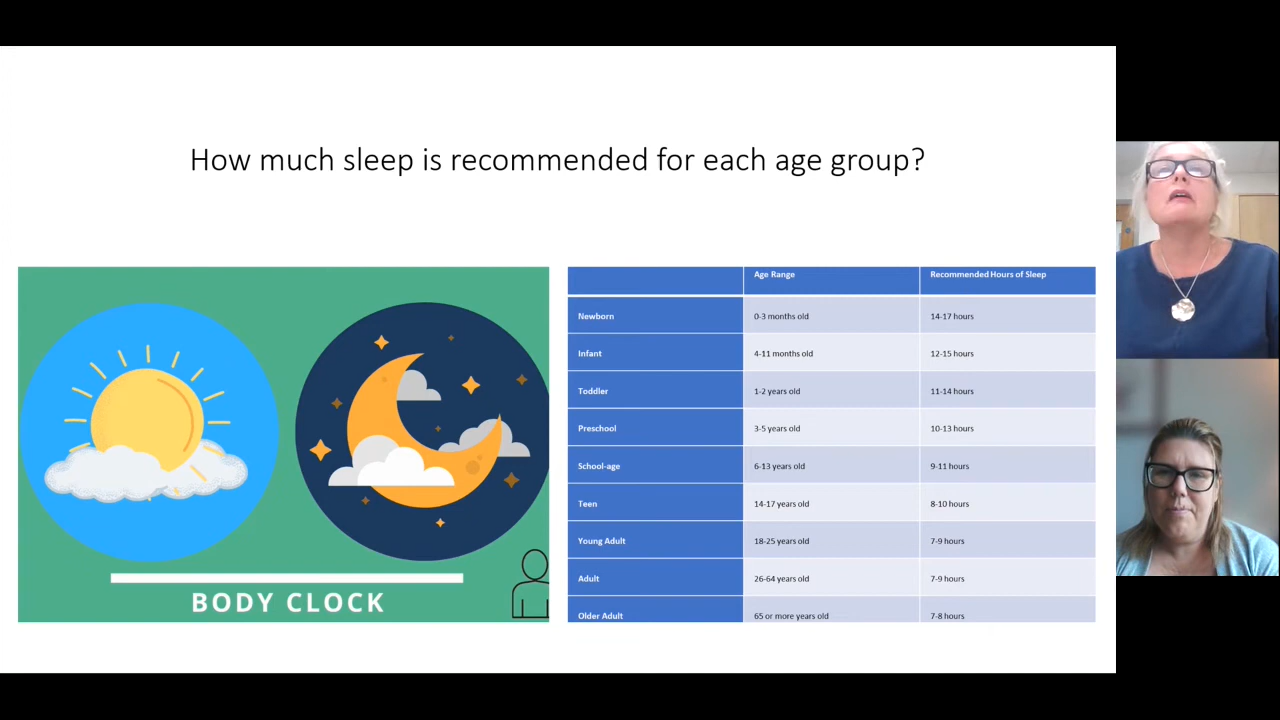 How much sleep is recommended for each age group?
BODY CLOCK
Age Range Recommended Hours of Sleep
Newborn 0-3 months old 14-17 hours
Infant 4-11 months old 12-15 hours
Toddler 1-2 years old 11-14 hours
Preschool 3-5 years old 10-13 hours
School-age 6-13 years old 9-11 hours
Teen 14-17 years old 8-10 hours
Young Adult 18-25 years old 7-9 hours
Adult 26-64 years old 7-9 hours
Older Adult 65 or more years old 7-8 hours